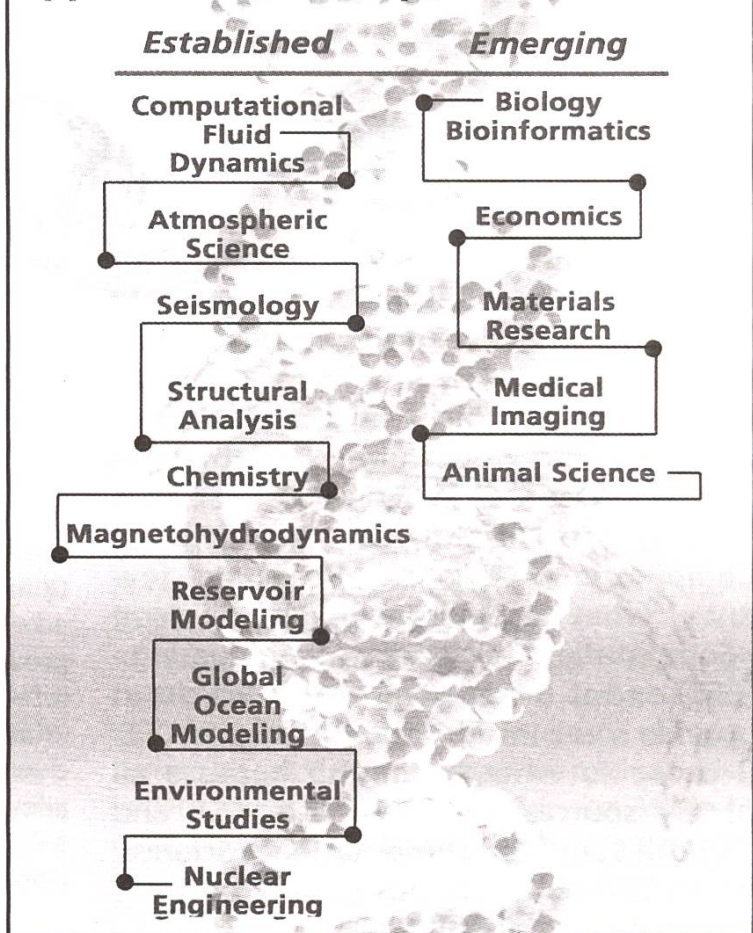 Established
Computational
Fluid
Dynamics
Atmospheric
Science
Seismology
Structural
Analysis
Chemistry
Magnetohydrodynamics
Reservoir
Modeling
Global
Ocean
Modeling
Environmental
Studies
Nuclear
Engineering
Emerging
Biology
Bioinformatics
Economics
Materials
Research
Medical
Imaging
Animal Science